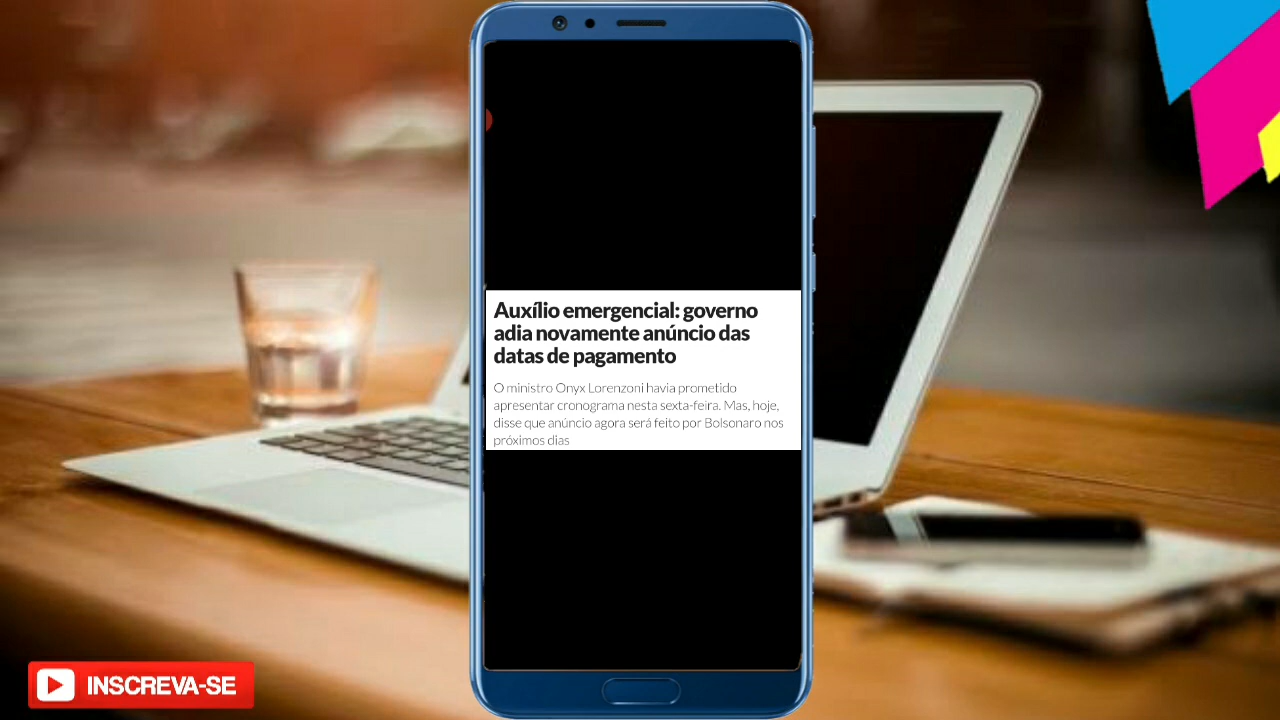 Auxílio emergencial: governo
adia novamente anúncio das
datas de pagamento
O ministro Onyx Lorenzoni havia prometido
apresentar cronograma nesta sexta-feira. Mas, hoje,
disse que anúncio agora será feito por Bolsonaro nos
próximos dias
INSCREVA-SE